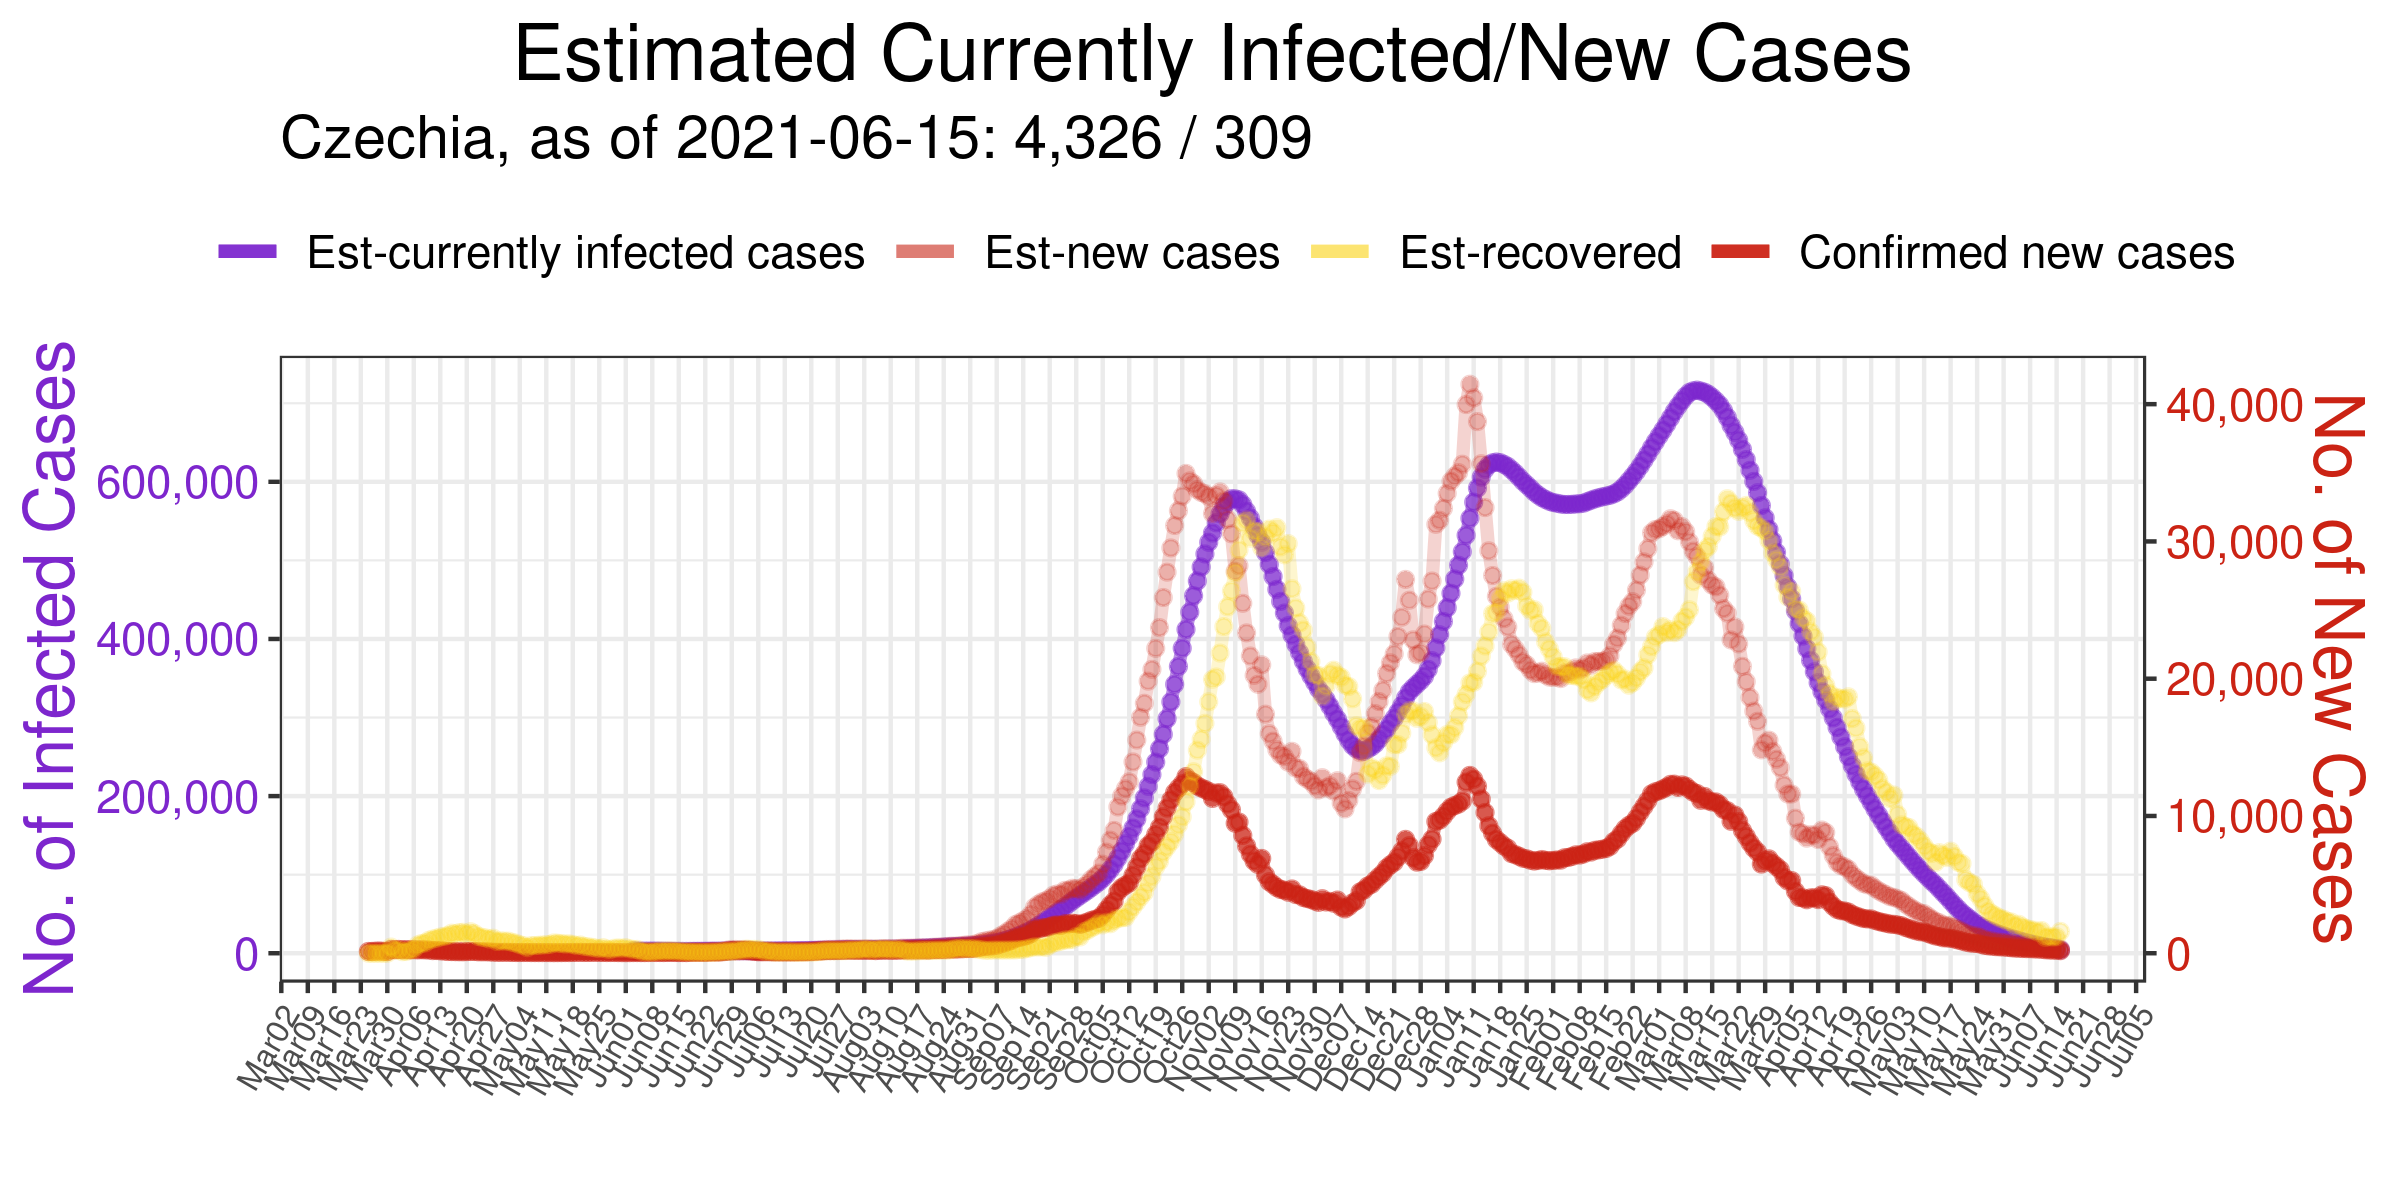 Estimated Currently Infected/New Cases
Czechia, as of 2021-06-15: 4,326 / 309
Est-currently infected cases Est-new cases Est-recovered Confirmed new cases
No. of Infected Cases
600,000
400,000
200,000
0
40,000
30,000
20,000
10,000
0
No. of New Cases
Mar02 Mar09 Mar16 Mar23 Mar30 Apr06 Apr13 Apr20 Apr27 May04 May11 May18 May25 Jun01 Jun08 Jun15 Jun22 Jun29 Jul06 Jul13 Jul20 Jul27 Aug03 Aug10 Aug17 Aug24 Aug31 Sep07 Sep14 Sep21 Sep28 Oct05 Oct12 Oct19 Oct26 Nov02 Nov09 Nov16 Nov23 Nov30 Dec07 Dec14 Dec21 Dec28 Jan04 Jan11 Jan18 Jan25 Feb01 Feb08 Feb15 Feb22 Mar01 Mar08 Mar15 Mar22 Mar29 Apr05 Apr12 Apr19 Apr26 May03 May10 May17 May24 May31 Jun07 Jun14 Jun21 Jun28 Jul05